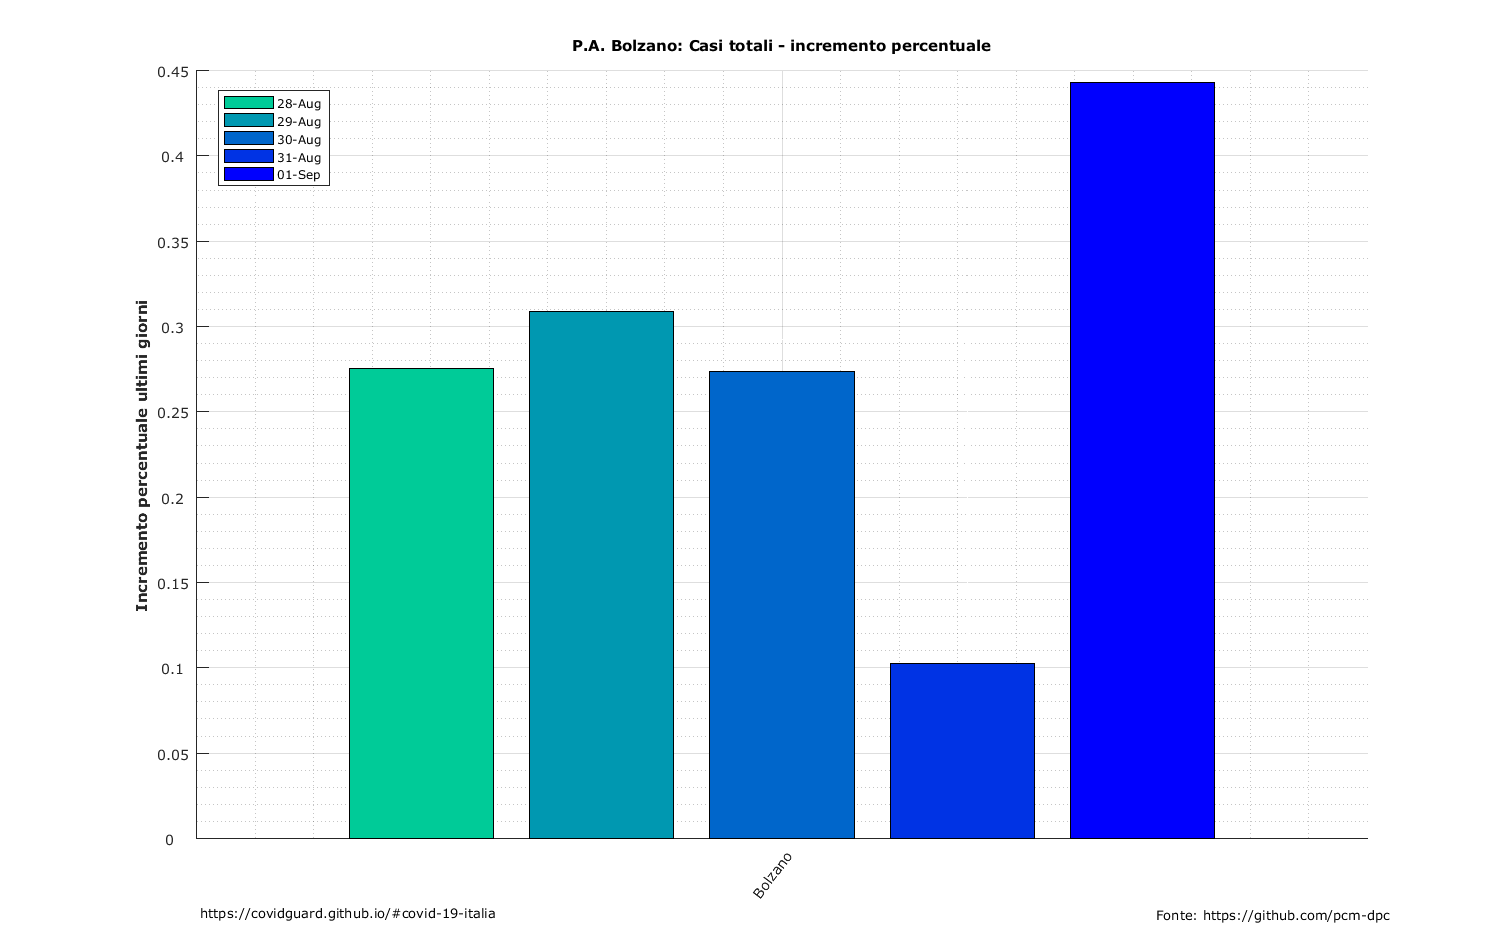 P.A. Bolzano: Casi totali - incremento percentuale
Incremento percentuale ultimi giorni
0.45
0.4
0.35
0.3
0.25
0.2
0.15
0.1
0.05
0
28-Aug
29-Aug
30-Aug
31-Aug
01-Sep
Bolzano
https://covidguard.github.io/#covid-19-italia
Fonte: https://github.com/pcm-dpc